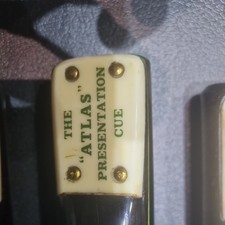 THE
"ATLAS"
PRESENTATION
CUE